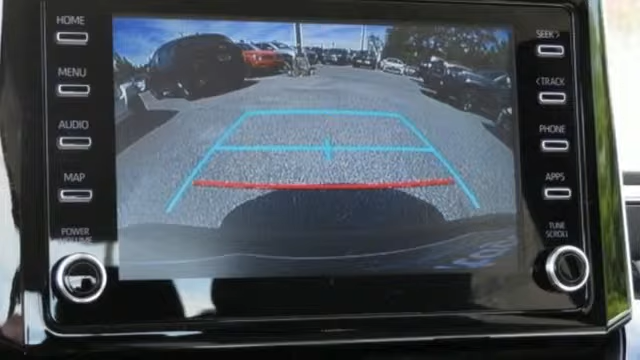 HOME
MENU
AUDIO
MAP
POWER
VOLUME
SEEK>
<TRACK
PHONE
APPS
TUNE
SCROLL